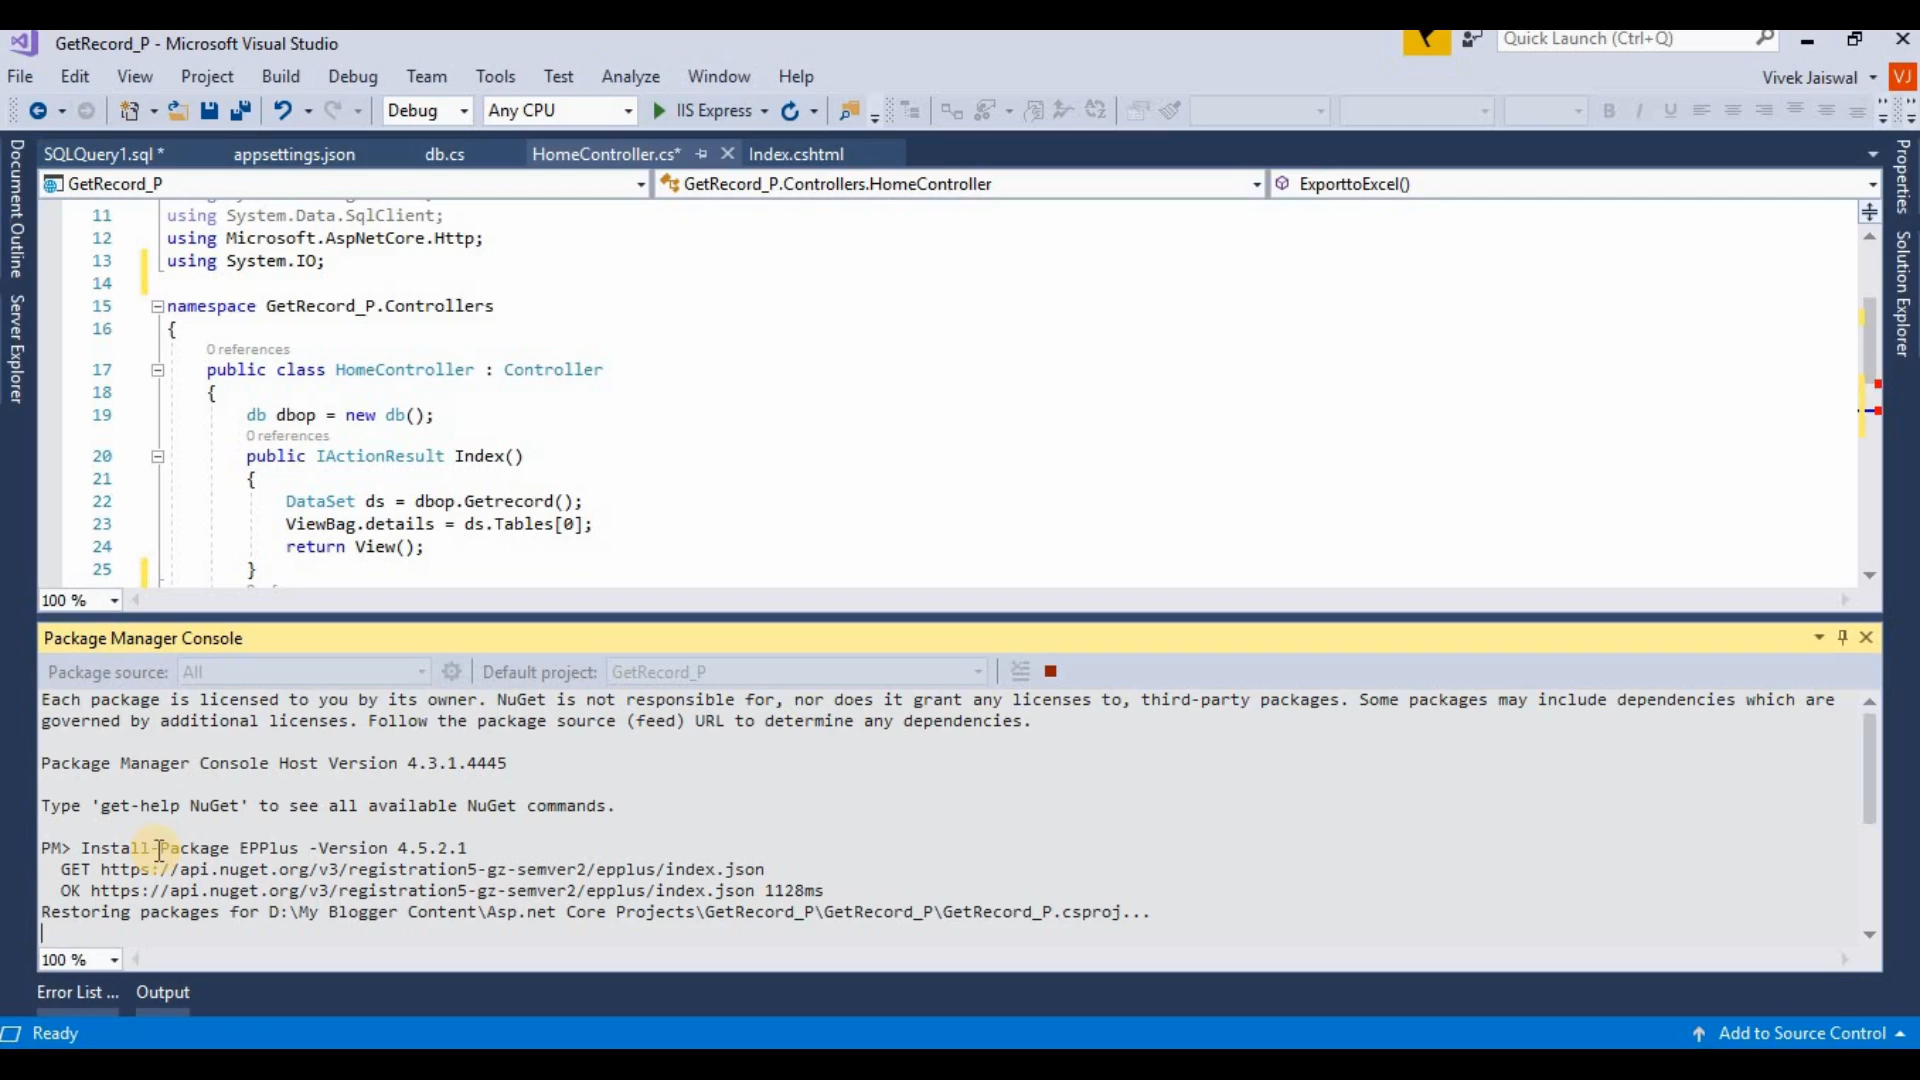 GetRecord_P - Microsoft Visual Studio
Quick Launch (Ctrl+Q)
File Edit View Project Build Debug Team Tools Test Analyze Window Help
Vivek Jaiswal VJ
Debug Any CPU IIS Express
B I U
SQLQuery1.sql * appsettings.json db.cs HomeController.cs* Index.cshtml
GetRecord_P GetRecord_P.Controllers.HomeController ExporttoExcel()
Document Outline
Server Explorer
Properties
Solution Explorer
11 using System.Data.SqlClient;
12 using Microsoft.AspNetCore.Http;
13 using System.IO;
14
15 namespace GetRecord_P.Controllers
16 {
0 references
17 public class HomeController : Controller
18 {
19 db dbop = new db();
0 references
20 public IActionResult Index()
21 {
22 DataSet ds = dbop.Getrecord();
23 ViewBag.details = ds.Tables[0];
24 return View();
25 }
100 %
Package Manager Console
Package source: All Default project: GetRecord_P
Each package is licensed to you by its owner. NuGet is not responsible for, nor does it grant any licenses to, third-party packages. Some packages may include dependencies which are
governed by additional licenses. Follow the package source (feed) URL to determine any dependencies.
Package Manager Console Host Version 4.3.1.4445
Type 'get-help NuGet' to see all available NuGet commands.
PM> Install-Package EPPlus -Version 4.5.2.1
GET https://api.nuget.org/v3/registration5-gz-semver2/epplus/index.json
OK https://api.nuget.org/v3/registration5-gz-semver2/epplus/index.json 1128ms
Restoring packages for D:\My Blogger Content\Asp.net Core Projects\GetRecord_P\GetRecord_P\GetRecord_P.csproj...
100 %
Error List ... Output
Ready
Add to Source Control